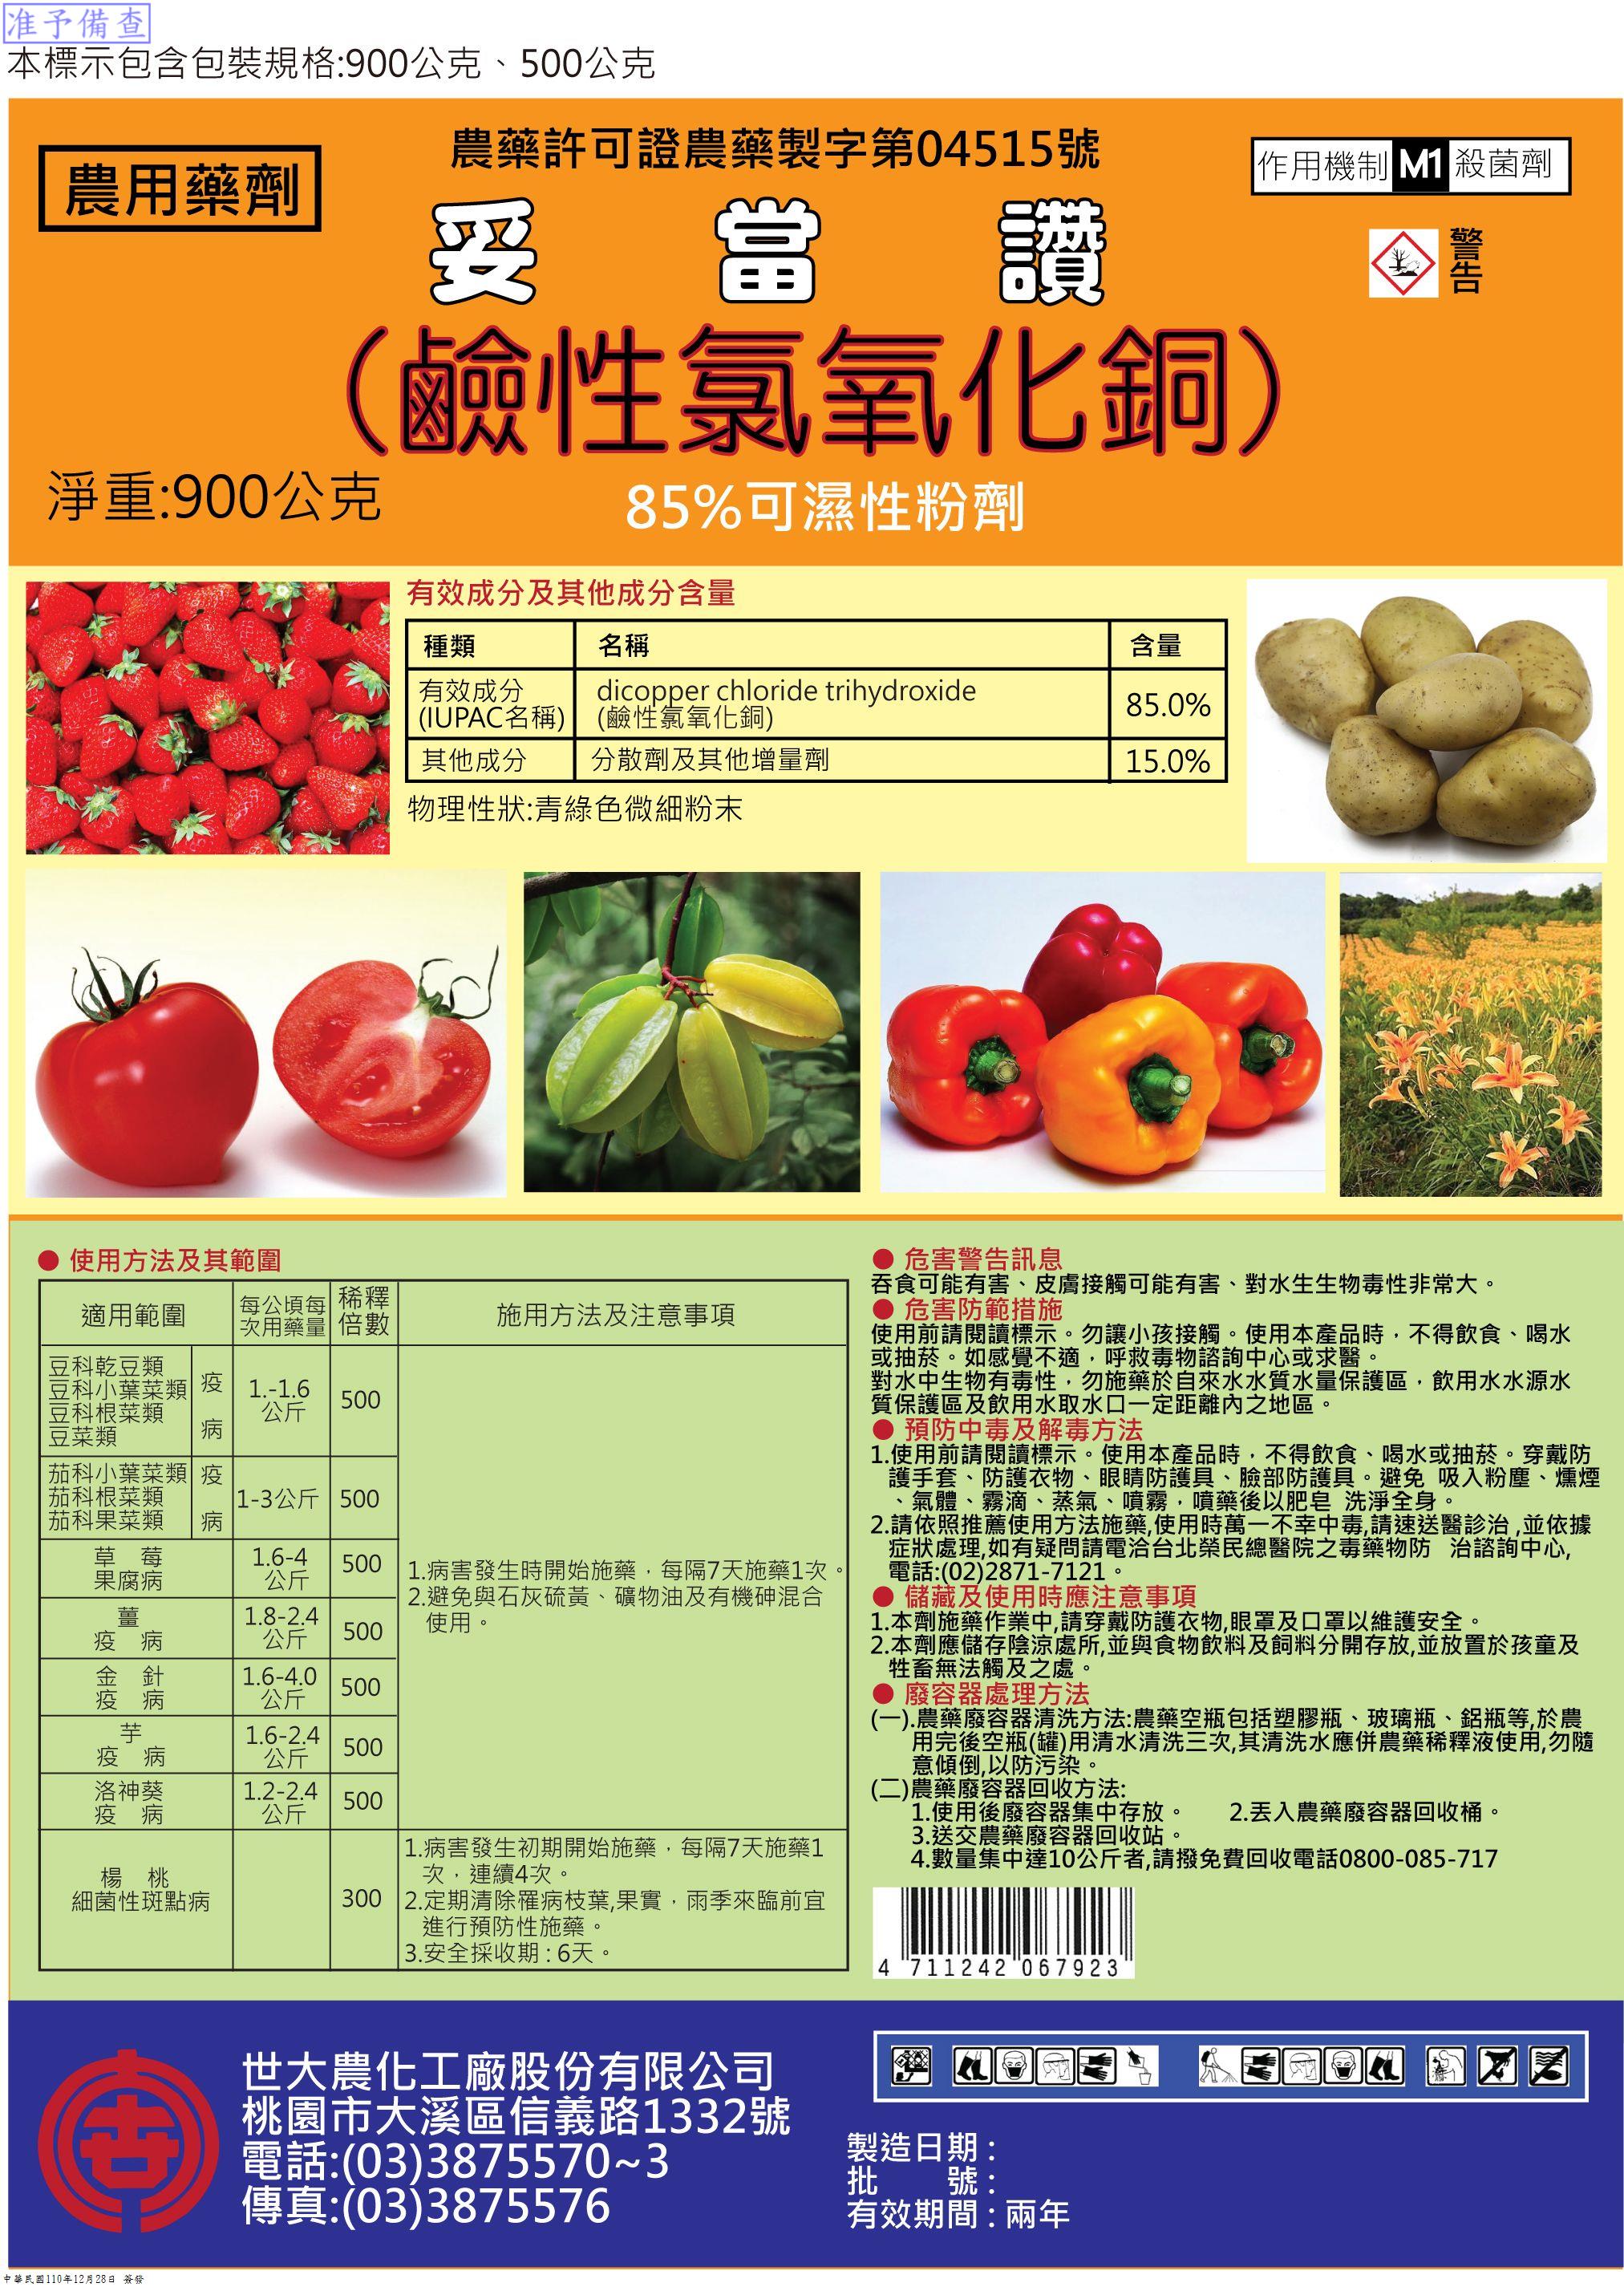 准予備查
本標示包含包裝規格:900公克、500公克
農用藥劑
農藥許可證農藥製字第04515號
作用機制 M1 殺菌劑
妥當讚
警告
(鹼性氯氧化銅)
淨重:900公克
85%可濕性粉劑
有效成分及其他成分含量
種類 名稱 含量
有效成分 dicopper chloride trihydroxide 85.0%
(IUPAC名稱) (鹼性氯氧化銅)
其他成分 分散劑及其他增量劑 15.0%
物理性狀:青綠色微細粉末
● 使用方法及其範圍
適用範圍 每公頃每 稀釋 施用方法及注意事項
次用藥量 倍數
豆科乾豆類
豆科小葉菜類 疫 1.-1.6 500
豆科根菜類 公斤
豆菜類 病
茄科小葉菜類 疫
茄科根菜類 1-3公斤 500
茄科果菜類 病
草 莓 1.6-4 500
果腐病 公斤
薑 1.8-2.4 500
疫 病 公斤
金 針 1.6-4.0 500
疫 病 公斤
芋 1.6-2.4 500
疫 病 公斤
洛神葵 1.2-2.4 500
疫 病 公斤
1.病害發生時開始施藥，每隔7天施藥1次。
2.避免與石灰硫黃、礦物油及有機砷混合
使用。
楊 桃 300
細菌性斑點病
1.病害發生初期開始施藥，每隔7天施藥1
次，連續4次。
2.定期清除罹病枝葉,果實，雨季來臨前宜
進行預防性施藥。
3.安全採收期:6天。
● 危害警告訊息
吞食可能有害、皮膚接觸可能有害、對水生生物毒性非常大。
● 危害防範措施
使用前請閱讀標示。勿讓小孩接觸。使用本產品時，不得飲食、喝水
或抽菸。如感覺不適，呼救毒物諮詢中心或求醫。
對水中生物有毒性，勿施藥於自來水水質水量保護區，飲用水水源水
質保護區及飲用水取水口一定距離內之地區。
● 預防中毒及解毒方法
1.使用前請閱讀標示。使用本產品時，不得飲食、喝水或抽菸。穿戴防
護手套、防護衣物、眼睛防護具、臉部防護具。避免 吸入粉塵、燻煙
、氣體、霧滴、蒸氣、噴霧，噴藥後以肥皂 洗淨全身。
2.請依照推薦使用方法施藥,使用時萬一不幸中毒,請速送醫診治 ,並依據
症狀處理,如有疑問請電洽台北榮民總醫院之毒藥物防 治諮詢中心,
電話:(02)2871-7121。
● 儲藏及使用時應注意事項
1.本劑施藥作業中,請穿戴防護衣物,眼罩及口罩以維護安全。
2.本劑應儲存陰涼處所,並與食物飲料及飼料分開存放,並放置於孩童及
牲畜無法觸及之處。
● 廢容器處理方法
(一).農藥廢容器清洗方法:農藥空瓶包括塑膠瓶、玻璃瓶、鋁瓶等,於農
用完後空瓶(罐)用清水清洗三次,其清洗水應併農藥稀釋液使用,勿隨
意傾倒,以防污染。
(二)農藥廢容器回收方法:
1.使用後廢容器集中存放。 2.丟入農藥廢容器回收桶。
3.送交農藥廢容器回收站。
4.數量集中達10公斤者,請撥免費回收電話0800-085-717
4 711242 067923
世大農化工廠股份有限公司
桃園市大溪區信義路1332號
電話:(03)3875570~3
傳真:(03)3875576
製造日期:
批 號:
有效期間:兩年
中華民國110年12月28日 簽發